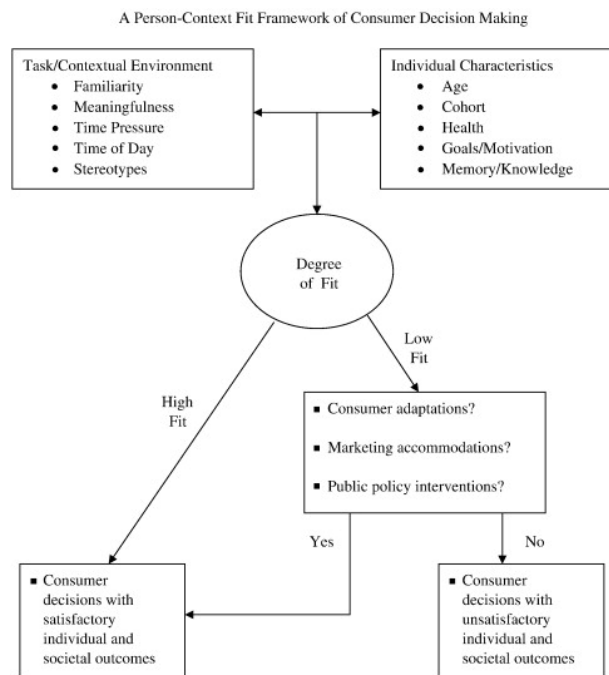 A Person-Context Fit Framework of Consumer Decision Making
Task/Contextual Environment
• Familiarity
• Meaningfulness
• Time Pressure
• Time of Day
• Stereotypes
Individual Characteristics
• Age
• Cohort
• Health
• Goals/Motivation
• Memory/Knowledge
Degree
of Fit
High
Fit
Low
Fit
▪ Consumer adaptations?
▪ Marketing accommodations?
▪ Public policy interventions?
Yes
No
▪ Consumer
decisions with
satisfactory
individual and
societal outcomes
▪ Consumer
decisions with
unsatisfactory
individual and
societal outcomes